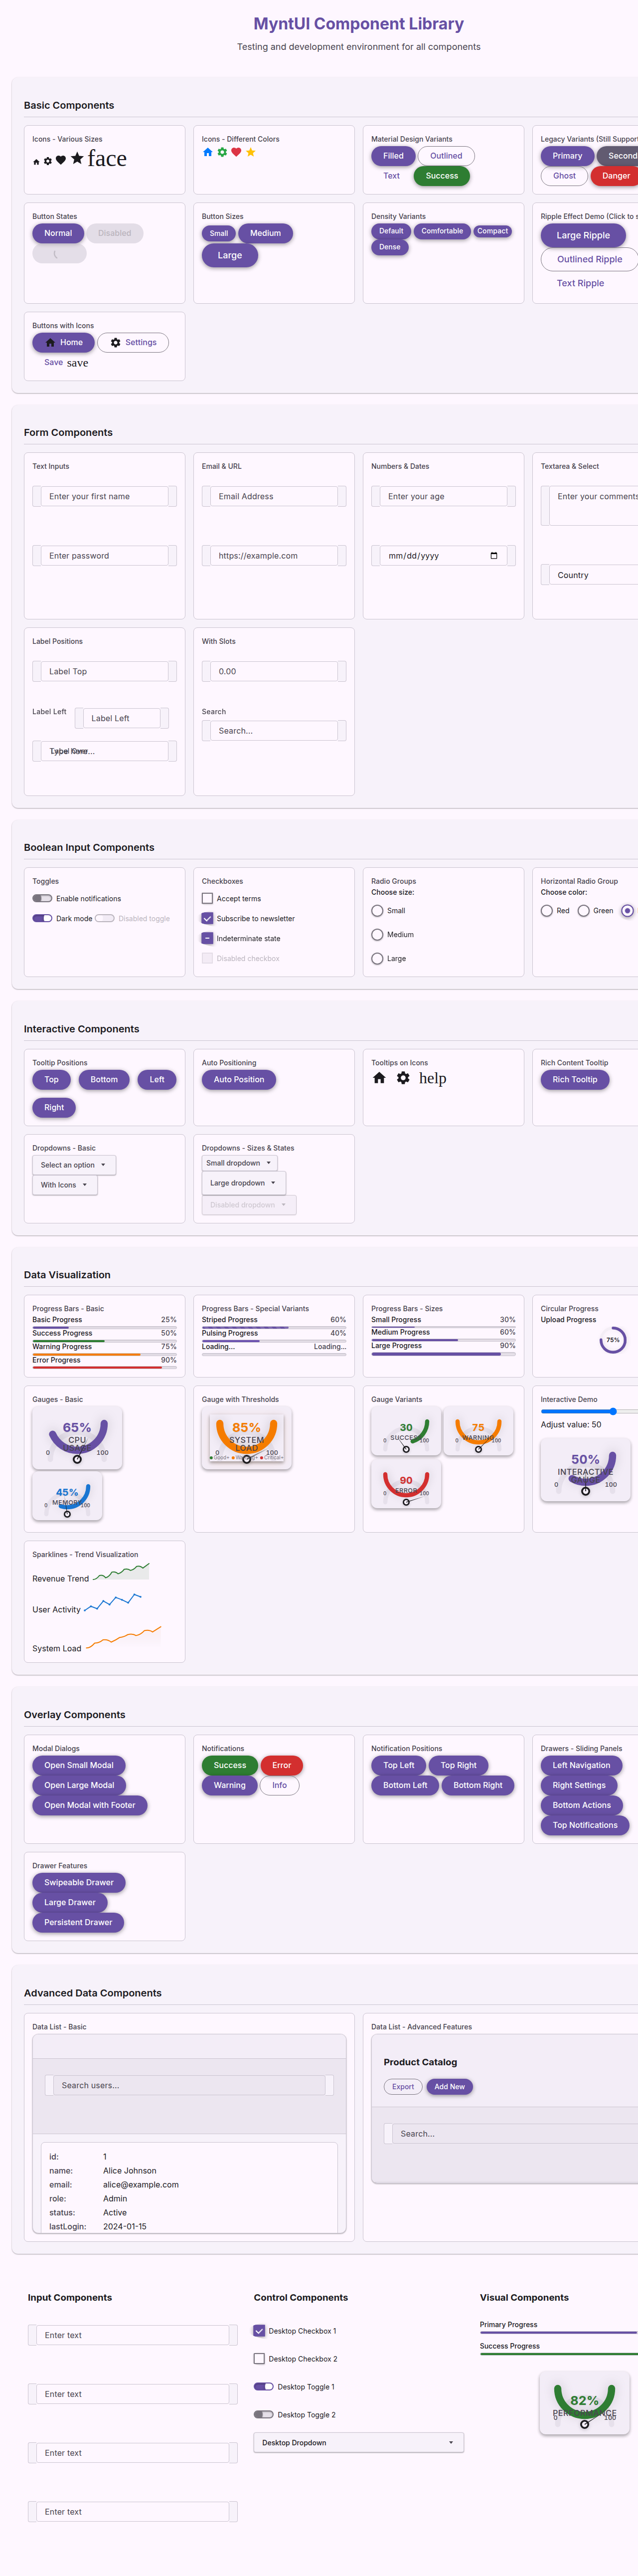 MyntUI Component Library
Testing and development environment for all components
Basic Components
Icons - Various Sizes
face
Icons - Different Colors
Material Design Variants
Filled
Outlined
Text
Success
Legacy Variants (Still Support
Primary
Second
Ghost
Danger
Button States
Normal
Disabled
Button Sizes
Small
Medium
Large
Density Variants
Default
Comfortable
Compact
Dense
Ripple Effect Demo (Click to s
Large Ripple
Outlined Ripple
Text Ripple
Buttons with Icons
Home
Settings
Save save
Form Components
Text Inputs
Enter your first name
Enter password
Email & URL
Email Address
https://example.com
Numbers & Dates
Enter your age
mm/dd/yyyy
Textarea & Select
Enter your comments
Country
Label Positions
Label Top
Label Left
Label Left
With Slots
0.00
Search
Search...
Boolean Input Components
Toggles
Enable notifications
Dark mode
Disabled toggle
Checkboxes
Accept terms
Subscribe to newsletter
Indeterminate state
Disabled checkbox
Radio Groups
Choose size:
Small
Medium
Large
Horizontal Radio Group
Choose color:
Red
Green
Interactive Components
Tooltip Positions
Top
Bottom
Left
Right
Auto Positioning
Auto Position
Tooltips on Icons
help
Rich Content Tooltip
Rich Tooltip
Dropdowns - Basic
Select an option
With Icons
Dropdowns - Sizes & States
Small dropdown
Large dropdown
Disabled dropdown
Data Visualization
Progress Bars - Basic
Basic Progress 25%
Success Progress 50%
Warning Progress 75%
Error Progress 90%
Progress Bars - Special Variants
Striped Progress 60%
Pulsing Progress 40%
Loading... Loading...
Progress Bars - Sizes
Small Progress 30%
Medium Progress 60%
Large Progress 90%
Circular Progress
Upload Progress
75%
Gauges - Basic
65%
CPU
0 100
45%
MEMORY
0 100
Gauge with Thresholds
85%
SYSTEM
LOAD
0 100
Gauge Variants
30
SUCCESS
0 100
75
WARNING
0 100
90
ERROR
0 100
Interactive Demo
Adjust value: 50
50%
INTERACTIVE
0 100
Sparklines - Trend Visualization
Revenue Trend
User Activity
System Load
Overlay Components
Modal Dialogs
Open Small Modal
Open Large Modal
Open Modal with Footer
Notifications
Success
Error
Warning
Info
Notification Positions
Top Left
Top Right
Bottom Left
Bottom Right
Drawers - Sliding Panels
Left Navigation
Right Settings
Bottom Actions
Top Notifications
Drawer Features
Swipeable Drawer
Large Drawer
Persistent Drawer
Advanced Data Components
Data List - Basic
Search users...
id: 1
name: Alice Johnson
email: alice@example.com
role: Admin
status: Active
lastLogin: 2024-01-15
Data List - Advanced Features
Product Catalog
Export
Add New
Search...
Input Components
Enter text
Enter text
Enter text
Enter text
Control Components
Desktop Checkbox 1
Desktop Checkbox 2
Desktop Toggle 1
Desktop Toggle 2
Desktop Dropdown
Visual Components
Primary Progress
Success Progress
82%
PERFORMANCE
0 100